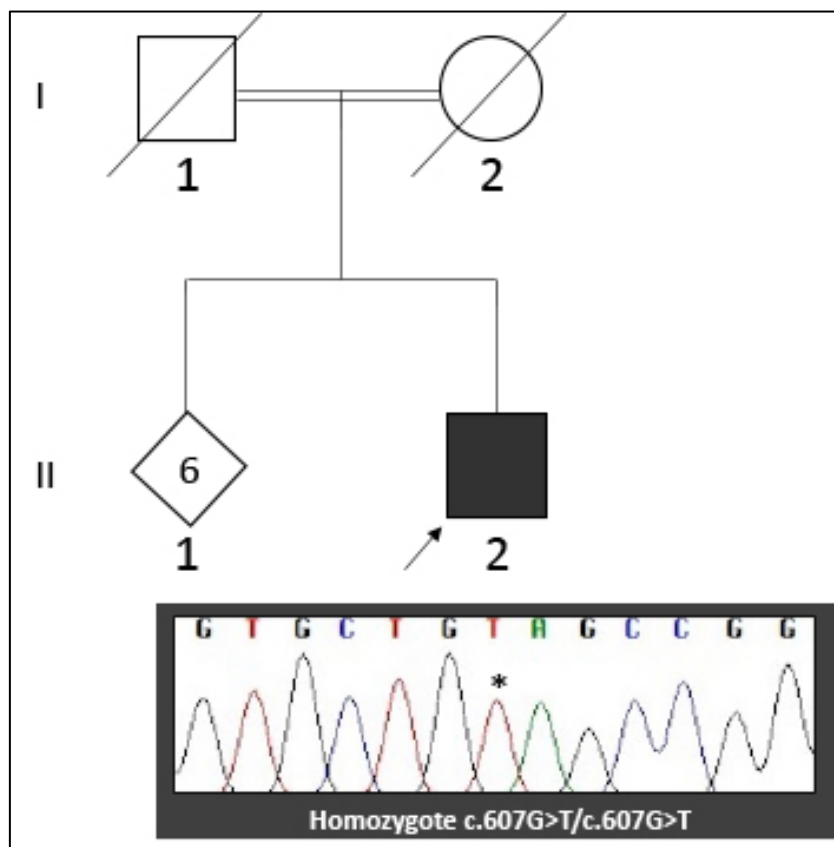 I
1 2
6
II
1 2
G T G C T G T A G C C G G
*
Homozygote c.607G>T/c.607G>T